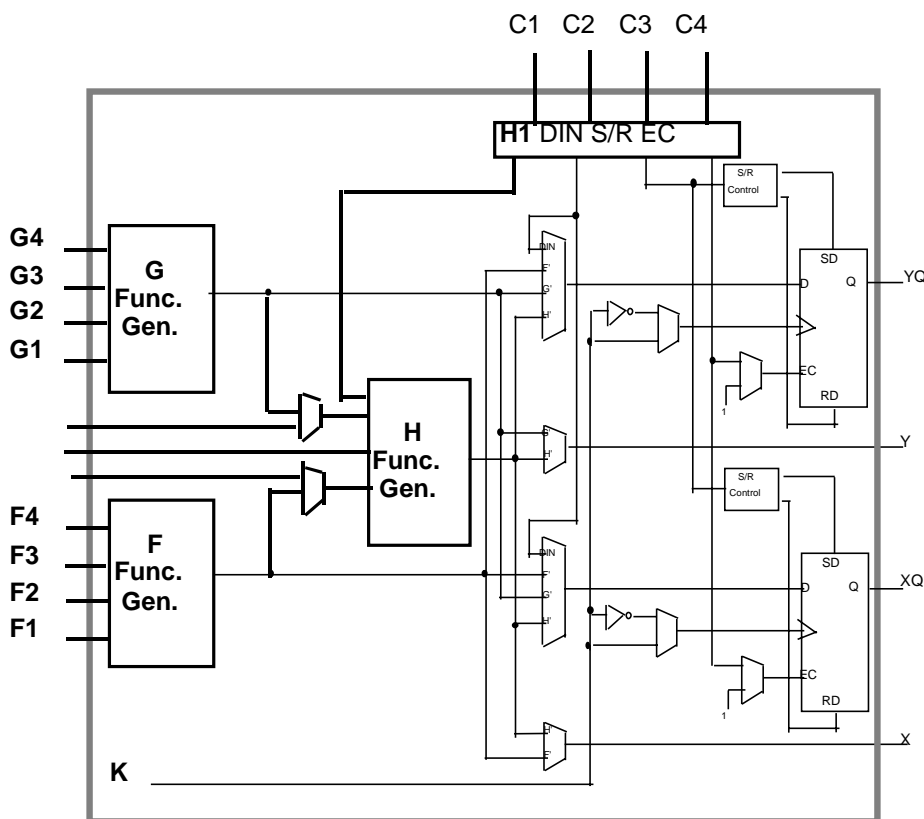 C1 C2 C3 C4
H1 DIN S/R EC
S/R
Control
G4
G3
G2
G1
G
Func.
Gen.
DIN
F'
G'
H'
SD
D
Q
EC
RD
1
YQ
H
Func.
Gen.
G'
H'
Y
S/R
Control
F4
F3
F2
F1
F
Func.
Gen.
DIN
F'
G'
H'
SD
D
Q
EC
RD
1
XQ
H'
F'
X
K